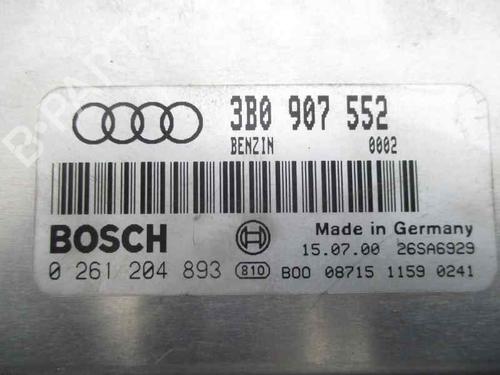 B-PARTS
3B0 907 552
BENZIN 0002
BOSCH
Made in Germany
15.07.00 26SA6929
0 261 204 893 810 B00 08715 1159 0241